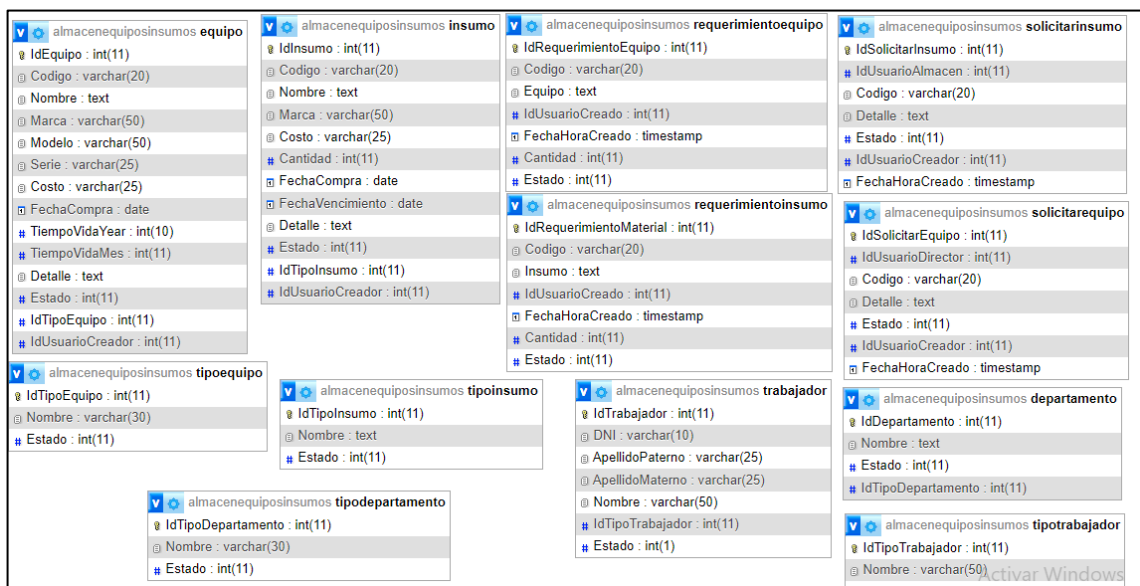 almacenequiposinsumos equipo
IdEquipo : int(11)
Codigo : varchar(20)
Nombre : text
Marca : varchar(50)
Modelo : varchar(50)
Serie : varchar(25)
Costo : varchar(25)
FechaCompra : date
TiempoVidaYear : int(10)
TiempoVidaMes : int(11)
Detalle : text
Estado : int(11)
IdTipoEquipo : int(11)
IdUsuarioCreador : int(11)
almacenequiposinsumos insumo
IdInsumo : int(11)
Codigo : varchar(20)
Nombre : text
Marca : varchar(50)
Costo : varchar(25)
Cantidad : int(11)
FechaCompra : date
FechaVencimiento : date
Detalle : text
Estado : int(11)
IdTipoInsumo : int(11)
IdUsuarioCreador : int(11)
almacenequiposinsumos requerimientoequipo
IdRequerimientoEquipo : int(11)
Codigo : varchar(20)
Equipo : text
IdUsuarioCreado : int(11)
FechaHoraCreado : timestamp
Cantidad : int(11)
Estado : int(11)
almacenequiposinsumos solicitarinsumo
IdSolicitarInsumo : int(11)
IdUsuarioAlmacen : int(11)
Codigo : varchar(20)
Detalle : text
Estado : int(11)
IdUsuarioCreador : int(11)
FechaHoraCreado : timestamp
almacenequiposinsumos requerimientoinsumo
IdRequerimientoMaterial : int(11)
Codigo : varchar(20)
Insumo : text
IdUsuarioCreado : int(11)
FechaHoraCreado : timestamp
Cantidad : int(11)
Estado : int(11)
almacenequiposinsumos solicitarequipo
IdSolicitarEquipo : int(11)
IdUsuarioDirector : int(11)
Codigo : varchar(20)
Detalle : text
Estado : int(11)
IdUsuarioCreador : int(11)
FechaHoraCreado : timestamp
almacenequiposinsumos tipoequipo
IdTipoEquipo : int(11)
Nombre : varchar(30)
Estado : int(11)
almacenequiposinsumos tipoinsumo
IdTipoInsumo : int(11)
Nombre : text
Estado : int(11)
almacenequiposinsumos trabajador
IdTrabajador : int(11)
DNI : varchar(10)
ApellidoPaterno : varchar(25)
ApellidoMaterno : varchar(25)
Nombre : varchar(50)
IdTipoTrabajador : int(11)
Estado : int(1)
almacenequiposinsumos departamento
IdDepartamento : int(11)
Nombre : text
Estado : int(11)
IdTipoDepartamento : int(11)
almacenequiposinsumos tipodepartamento
IdTipoDepartamento : int(11)
Nombre : varchar(30)
Estado : int(11)
almacenequiposinsumos tipotrabajador
IdTipoTrabajador : int(11)
Nombre : varchar(50)
Activar Windows